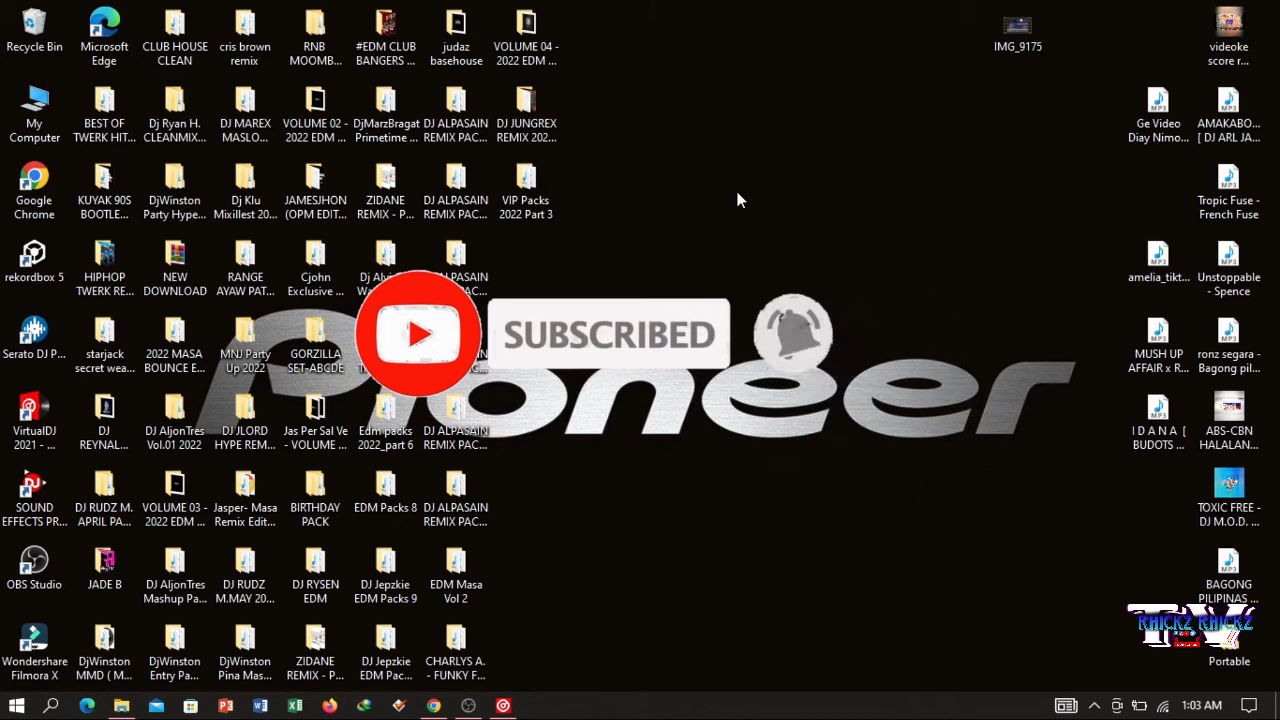 Recycle Bin
Microsoft
Edge
CLUB HOUSE
CLEAN
cris brown
remix
RNB
MOOMB...
#EDM CLUB
BANGERS ...
judaz
basehouse
VOLUME 04 -
2022 EDM ...
IMG_9175
videoke
score r...
My
Computer
BEST OF
TWERK HIT...
Dj Ryan H.
CLEANMIX...
DJ MAREX
MASLO...
VOLUME 02 -
2022 EDM ...
DjMarzBragat
Primetime ...
DJ ALPASAIN
REMIX PAC...
DJ JUNGREX
REMIX 202...
Ge Video
Diay Nimo...
AMAKABO...
[ DJ ARL JA...
Google
Chrome
KUYAK 90S
BOOTLE...
DjWinston
Party Hype...
Dj Klu
Mixillest 20...
JAMESJHON
(OPM EDIT...
ZIDANE
REMIX - P...
DJ ALPASAIN
REMIX PAC...
VIP Packs
2022 Part 3
Tropic Fuse -
French Fuse
rekordbox 5
HIPHOP
TWERK RE...
NEW
DOWNLOAD
RANGE
AYAW PAT...
Cjohn
Exclusive ...
amelia_tikt...
Unstoppable
- Spence
Serato DJ P...
starjack
secret wea...
2022 MASA
BOUNCE E...
MNJ Party
Up 2022
GORZILLA
SET-ABGDE
SUBSCRIBED
MUSH UP
AFFAIR x R...
ronz segara -
Bagong pil...
Pioneer
VirtualDJ
2021 - ...
DJ
REYNAL...
DJ AljonTres
Vol.01 2022
DJ JLORD
HYPE REM...
Jas Per Sal Ve
- VOLUME ...
Edm packs
2022_part 6
DJ ALPASAIN
REMIX PAC...
I D A N A [
BUDOTS ...
ABS-CBN
HALALAN...
SOUND
EFFECTS PR...
DJ RUDZ M.
APRIL PA...
VOLUME 03 -
2022 EDM ...
Jasper- Masa
Remix Edit...
BIRTHDAY
PACK
EDM Packs 8
DJ ALPASAIN
REMIX PAC...
TOXIC FREE -
DJ M.O.D. ...
OBS Studio
JADE B
DJ AljonTres
Mashup Pa...
DJ RUDZ
M.MAY 20...
DJ RYSEN
EDM
DJ Jepzkie
EDM Packs 9
EDM Masa
Vol 2
BAGONG
PILIPINAS ...
RHICKZ RHICKZ
TV
Wondershare
Filmora X
DjWinston
MMD ( M...
DjWinston
Entry Pa...
DjWinston
Pina Mas...
ZIDANE
REMIX - P...
DJ Jepzkie
EDM Pac...
CHARLYS A.
- FUNKY F...
Portable
1:03 AM